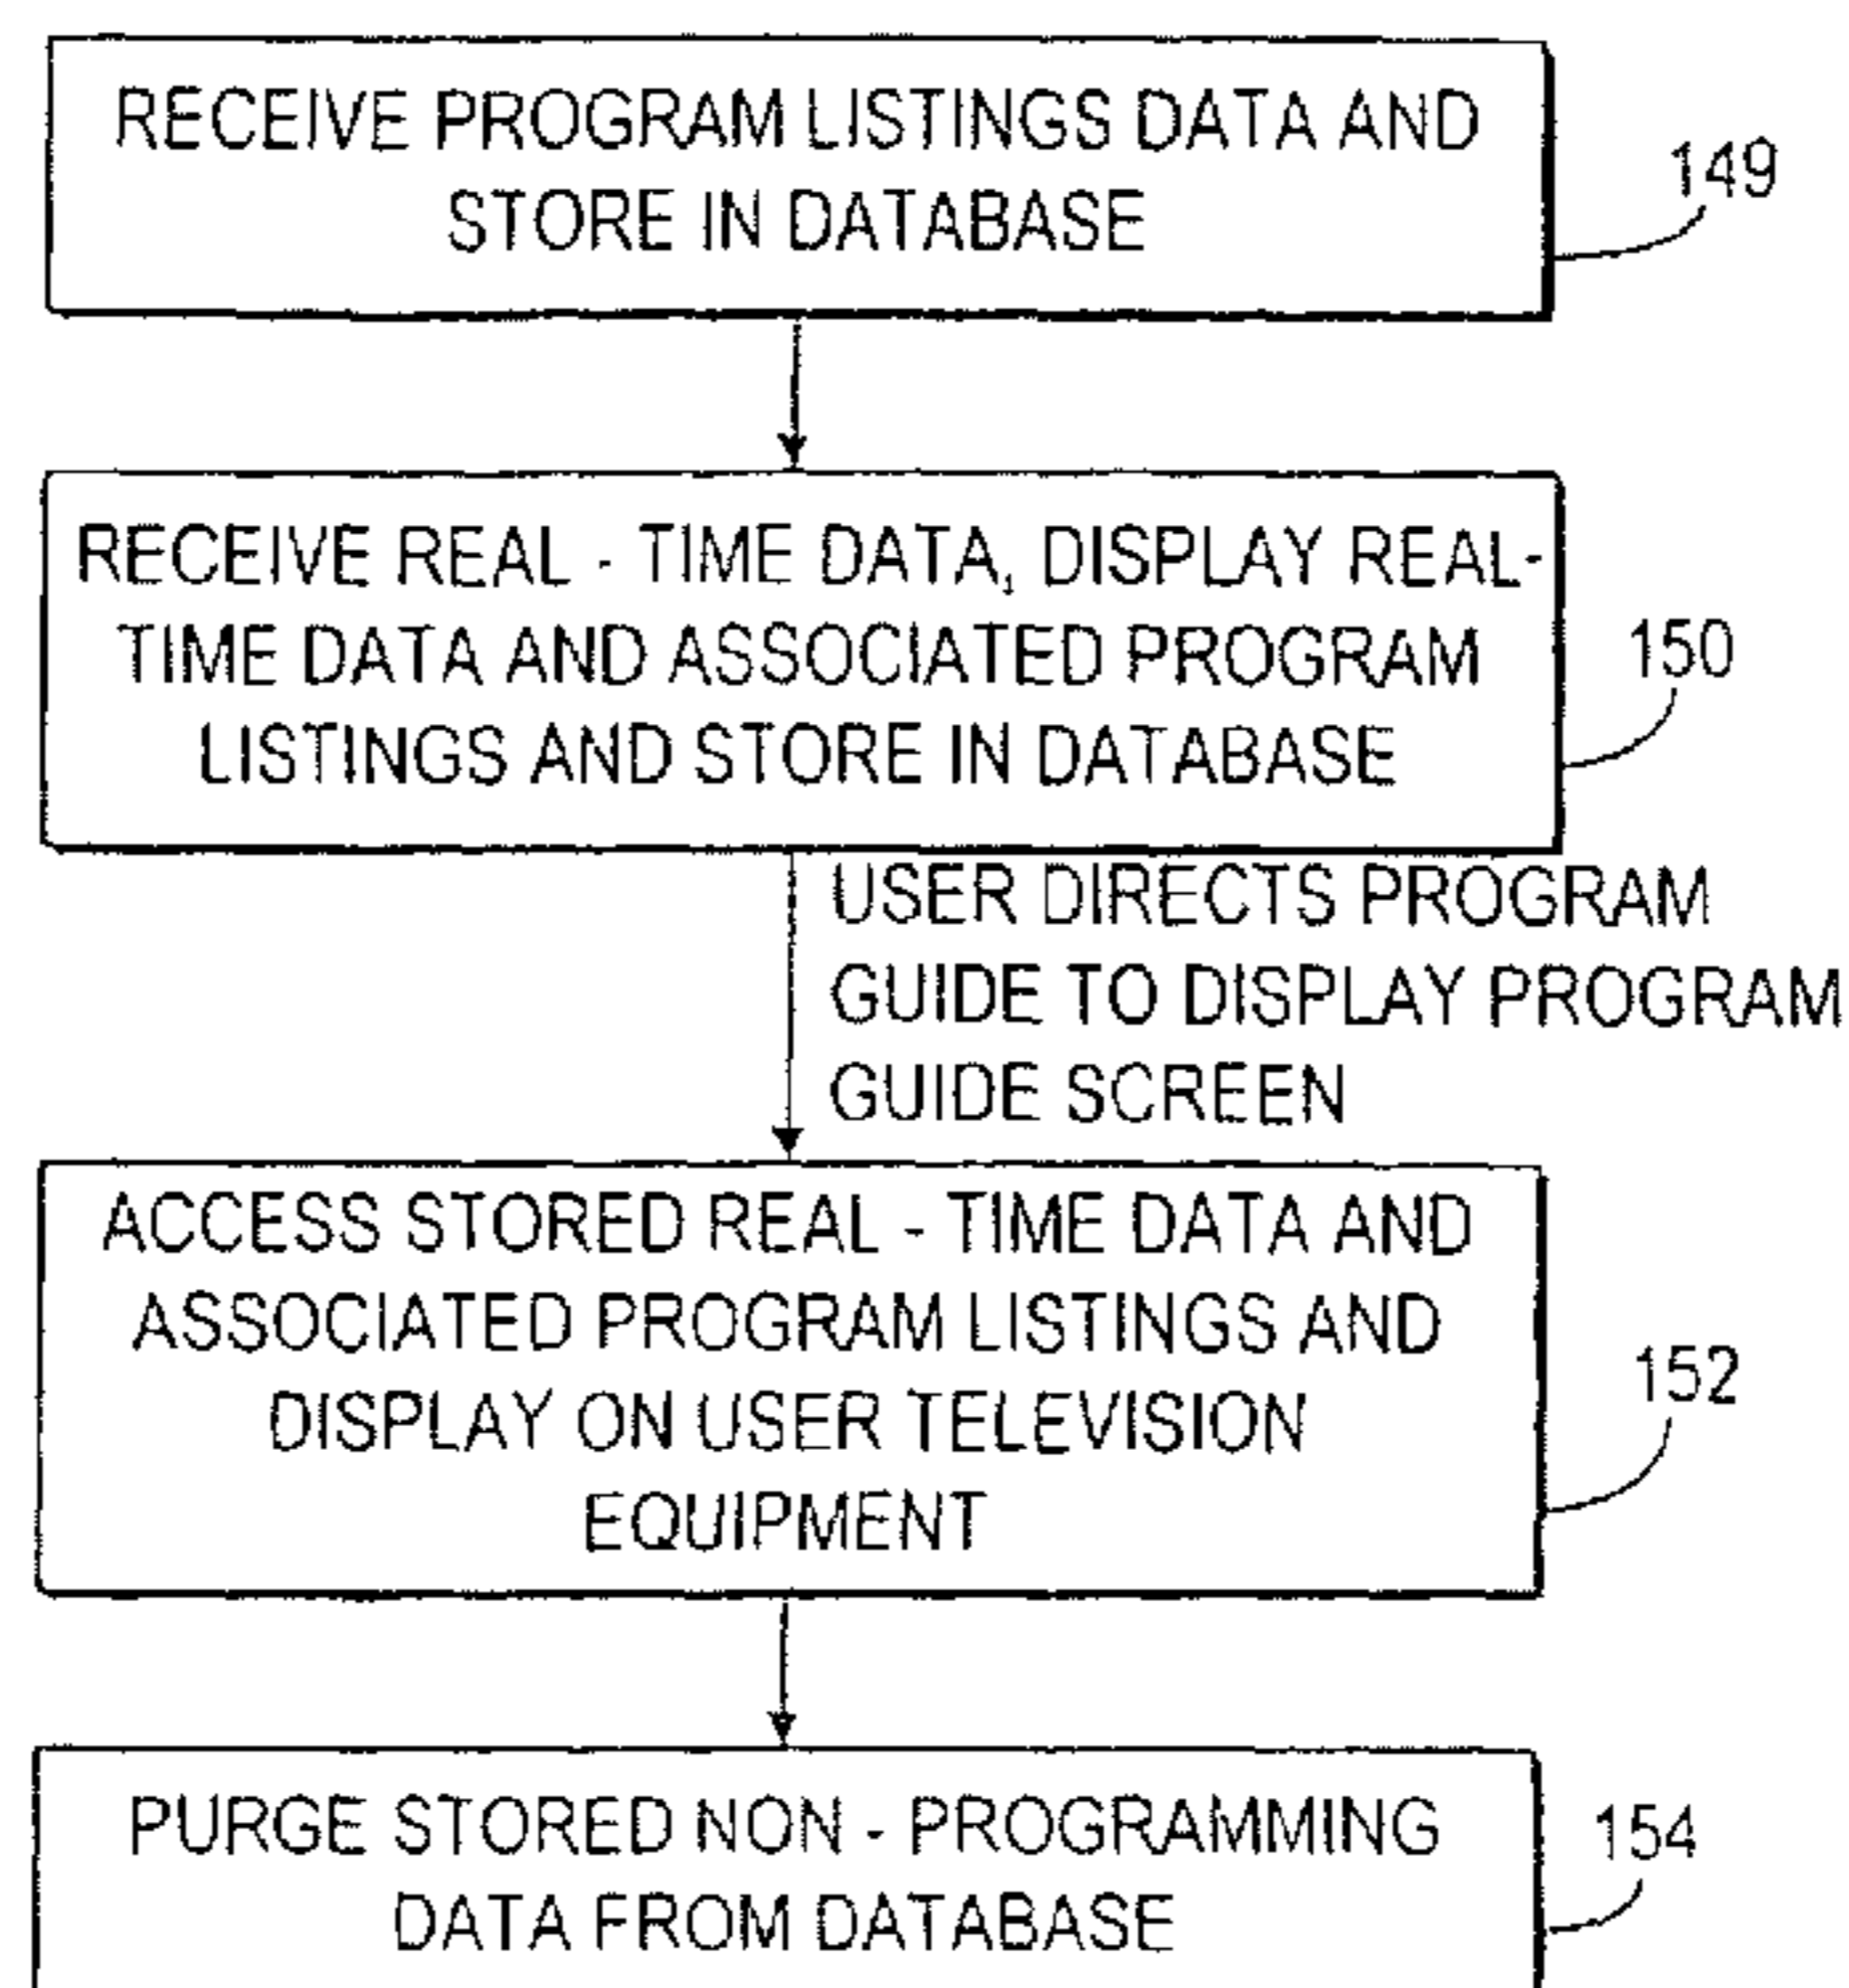 RECEIVE PROGRAM LISTINGS DATA AND
STORE IN DATABASE
149
RECEIVE REAL - TIME DATA, DISPLAY REAL-
TIME DATA AND ASSOCIATED PROGRAM
LISTINGS AND STORE IN DATABASE
150
USER DIRECTS PROGRAM
GUIDE TO DISPLAY PROGRAM
GUIDE SCREEN
ACCESS STORED REAL - TIME DATA AND
ASSOCIATED PROGRAM LISTINGS AND
DISPLAY ON USER TELEVISION
EQUIPMENT
152
PURGE STORED NON - PROGRAMMING
DATA FROM DATABASE
154